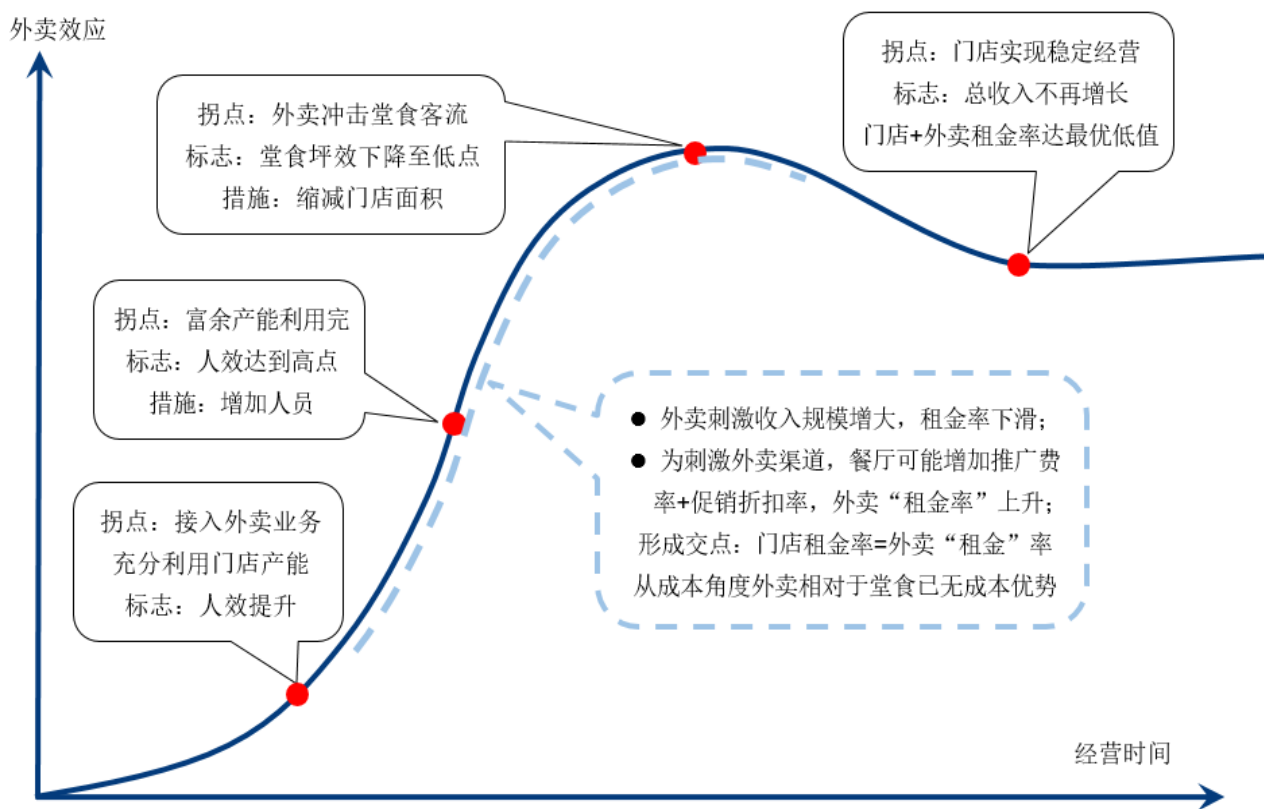 外卖效应
拐点：门店实现稳定经营
标志：总收入不再增长
门店+外卖租金率达最优低值
拐点：外卖冲击堂食客流
标志：堂食坪效下降至低点
措施：缩减门店面积
拐点：富余产能利用完
标志：人效达到高点
措施：增加人员
● 外卖刺激收入规模增大，租金率下滑；
● 为刺激外卖渠道，餐厅可能增加推广费
率+促销折扣率，外卖“租金率”上升；
形成交点：门店租金率=外卖“租金”率
从成本角度外卖相对于堂食已无成本优势
拐点：接入外卖业务
充分利用门店产能
标志：人效提升
经营时间